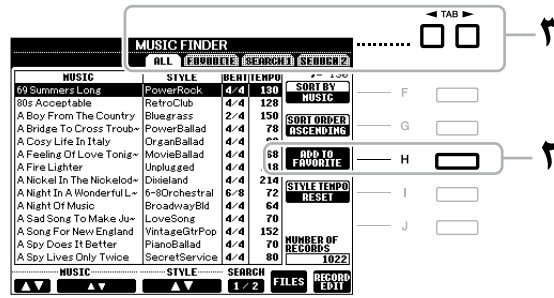 ◄ TAB ►
۳
MUSIC FINDER
ALL FAVORITE SEARCH 1 SEARCH 2
MUSIC STYLE BEAT TEMPO ♩= 130
69 Summers Long PowerRock 4/4 130
80s Acceptable RetroClub 4/4 128
A Boy From The Country Bluegrass 2/4 150
A Bridge To Cross Troub~ PowerBallad 4/4 78
A Cosy Life In Italy OrganBallad 4/4
A Feeling Of Love Tonig~ MovieBallad 4/4 68
A Fire Lighter Unplugged 4/4 118
A Nickel In The Nickelod~ Dixieland 4/4 214
A Night In A Wonderful L~ 6-8Orchestral 6/8 72
A Night Of Music BroadwayBld 4/4 64
A Sad Song To Make Ju~ LoveSong 4/4 70
A Song For New England VintageGtrPop 4/4 152
A Spy Does It Better PianoBallad 4/4 70
A Spy Lives Only Twice SecretService 4/4 80
SORT BY
MUSIC
F
SORT ORDER
ASCENDING
G
ADD TO
FAVORITE
H
۲
STYLE TEMPO
RESET
I
J
NUMBER OF
RECORDS
1022
MUSIC STYLE SEARCH
▲▼ ▲▼ ▲▼ 1/2 FILES RECORD
EDIT